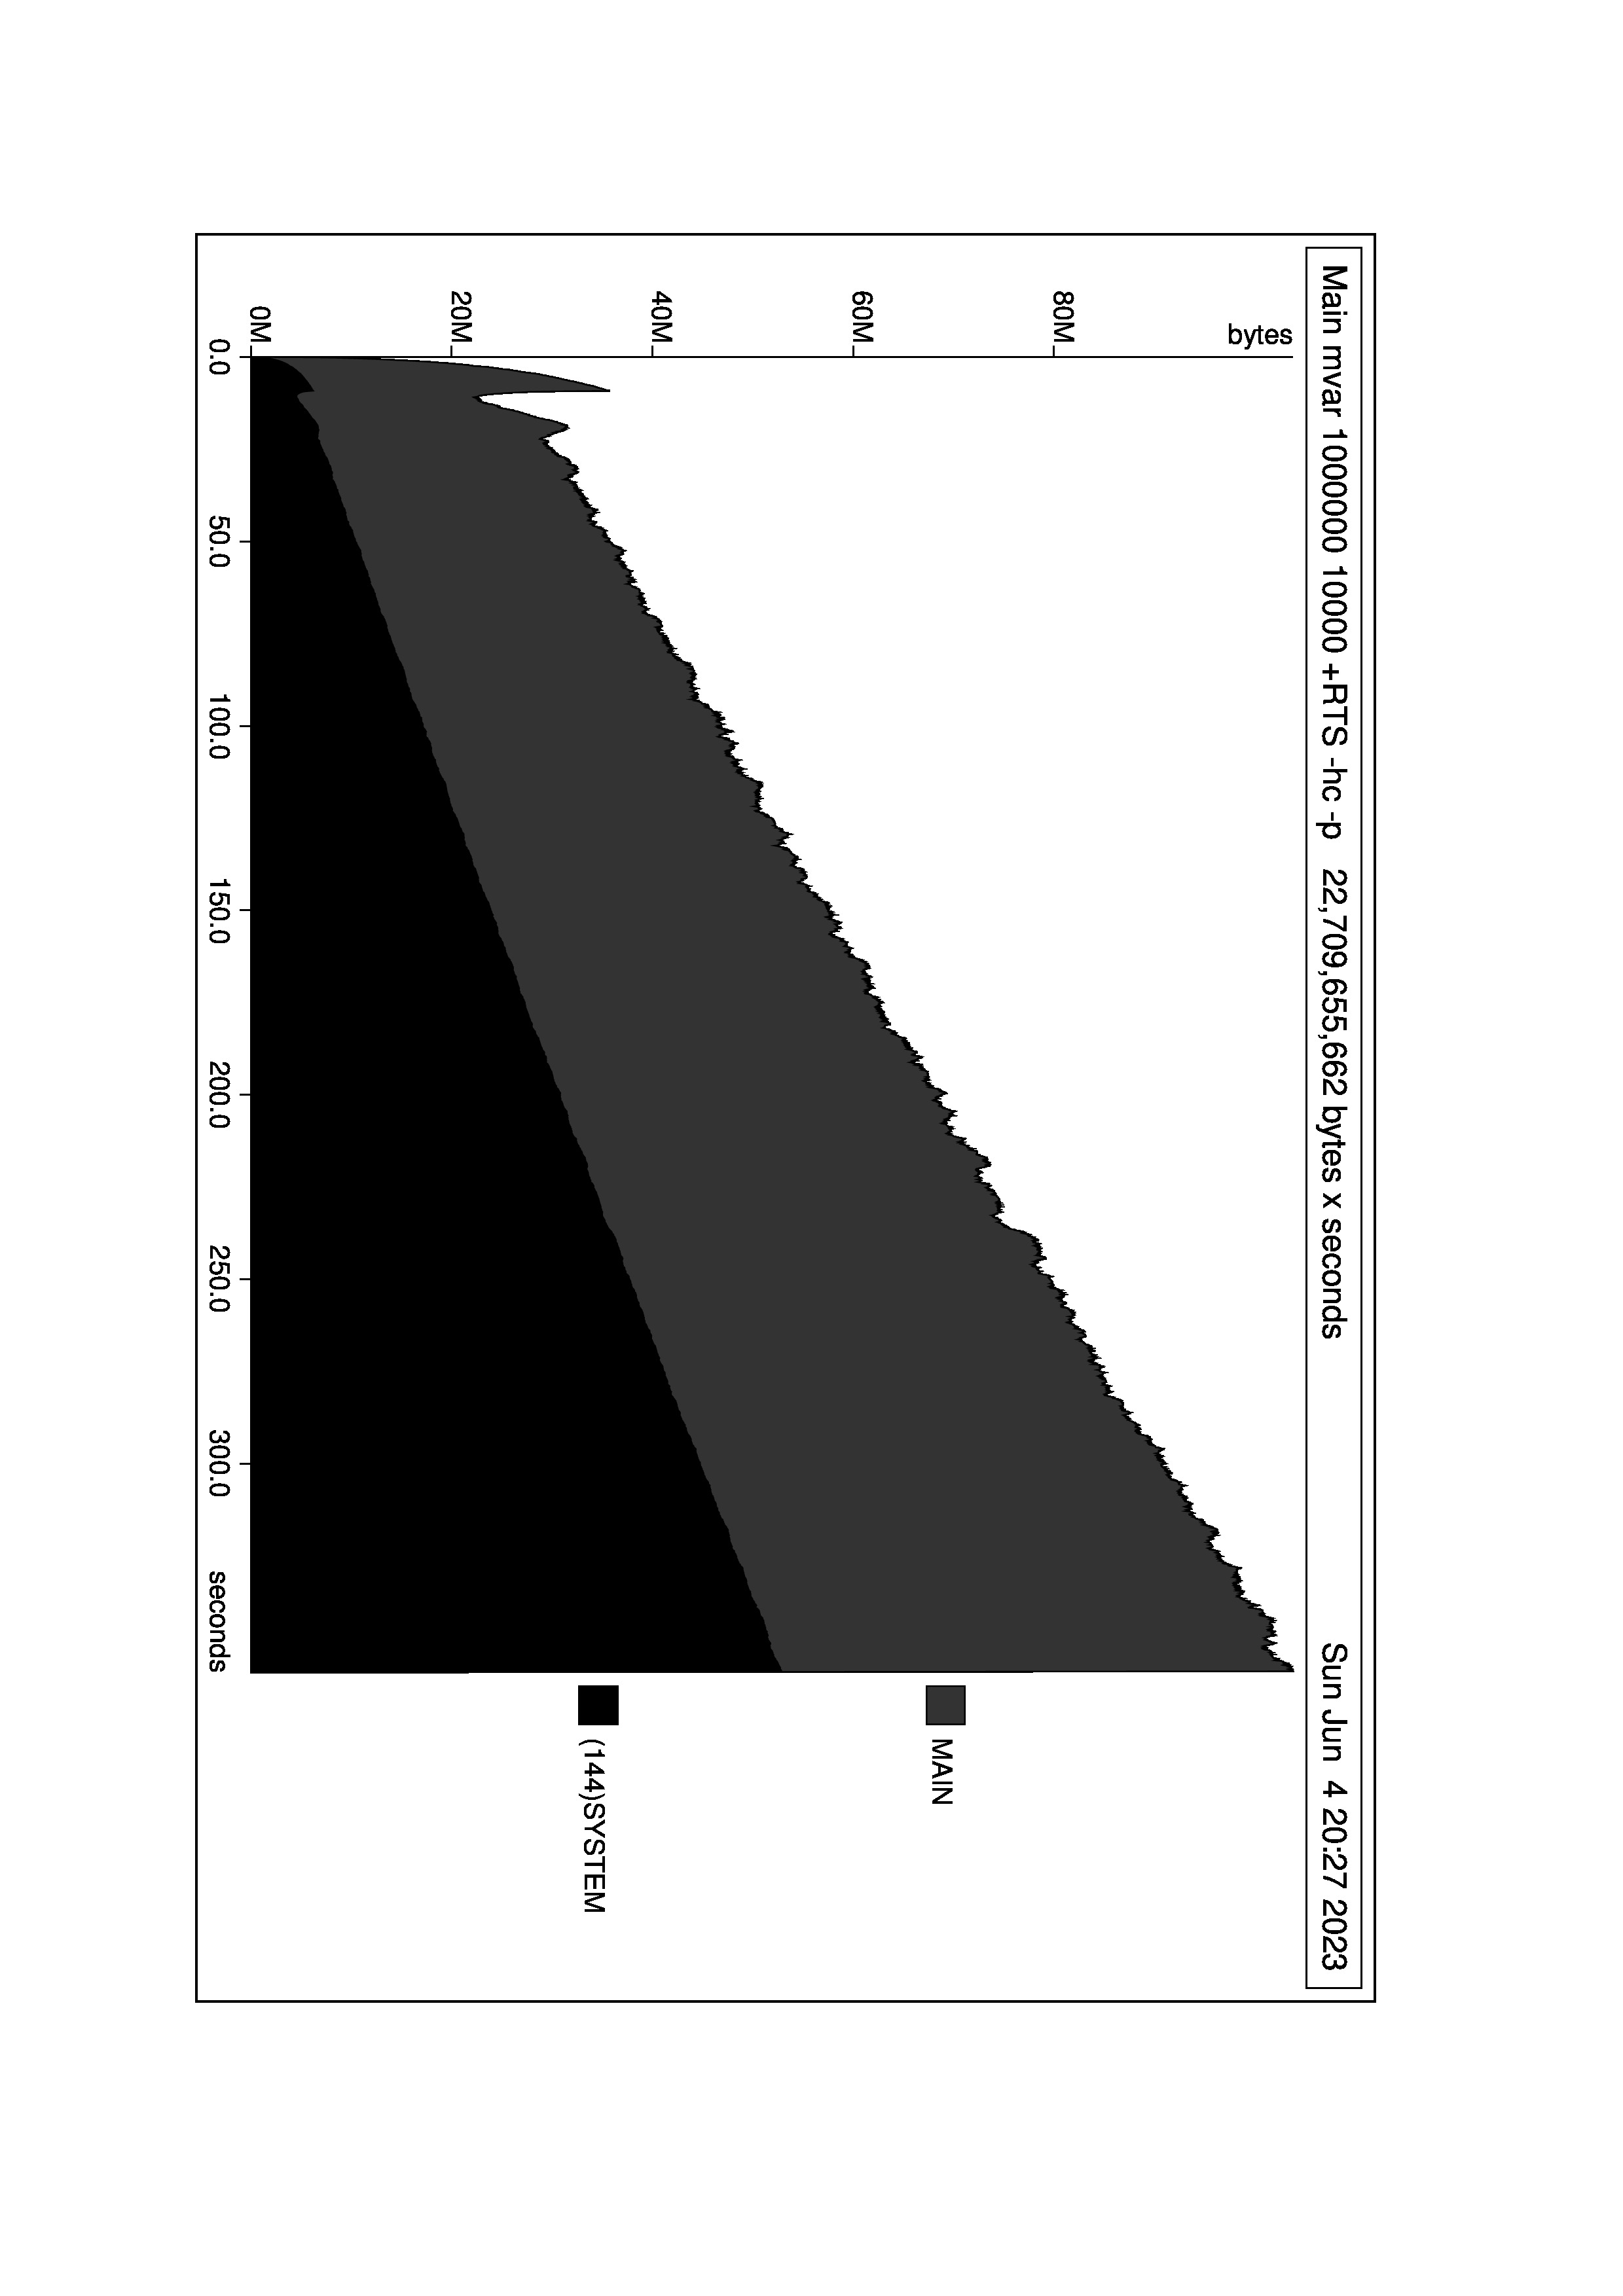 Main mvar 1000000 10000 +RTS -hc -p 22,709,655,662 bytes x seconds Sun Jun 4 20:27 2023
bytes
80M
60M
40M
20M
0M
MAIN
(144)SYSTEM
0.0 50.0 100.0 150.0 200.0 250.0 300.0 seconds